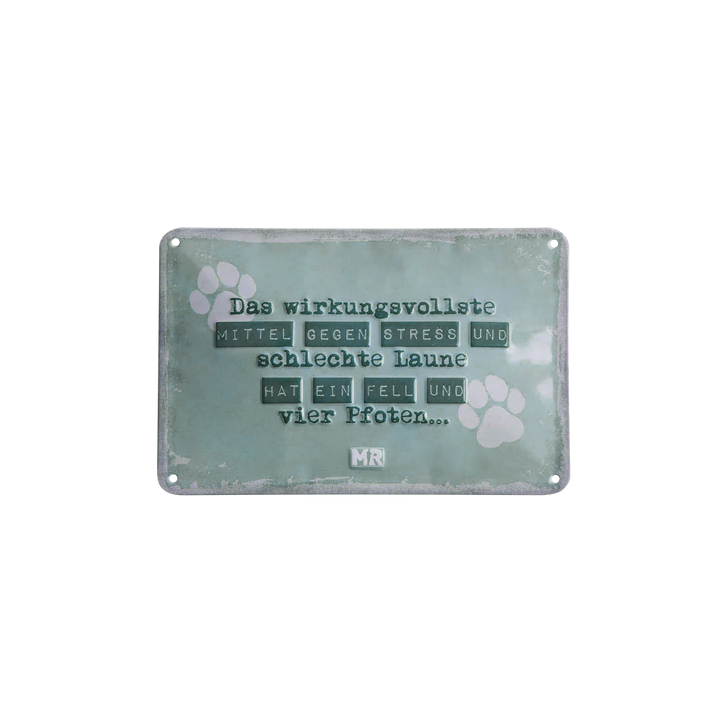 Das wirkungsvollste
MITTEL GEGEN STRESS UND
schlechte Laune
HAT EIN FELL UND
vier Pfoten...
MR